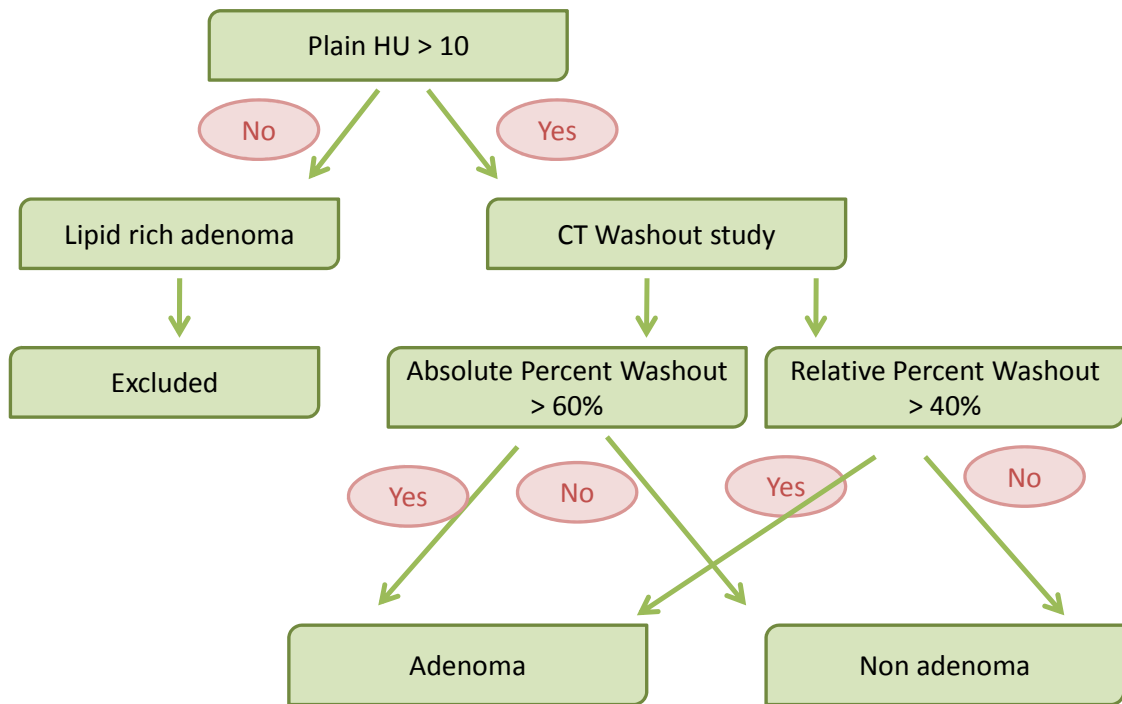 Plain HU > 10
No
Yes
Lipid rich adenoma
CT Washout study
Excluded
Absolute Percent Washout
> 60%
Relative Percent Washout
> 40%
Yes
No
Yes
No
Adenoma
Non adenoma